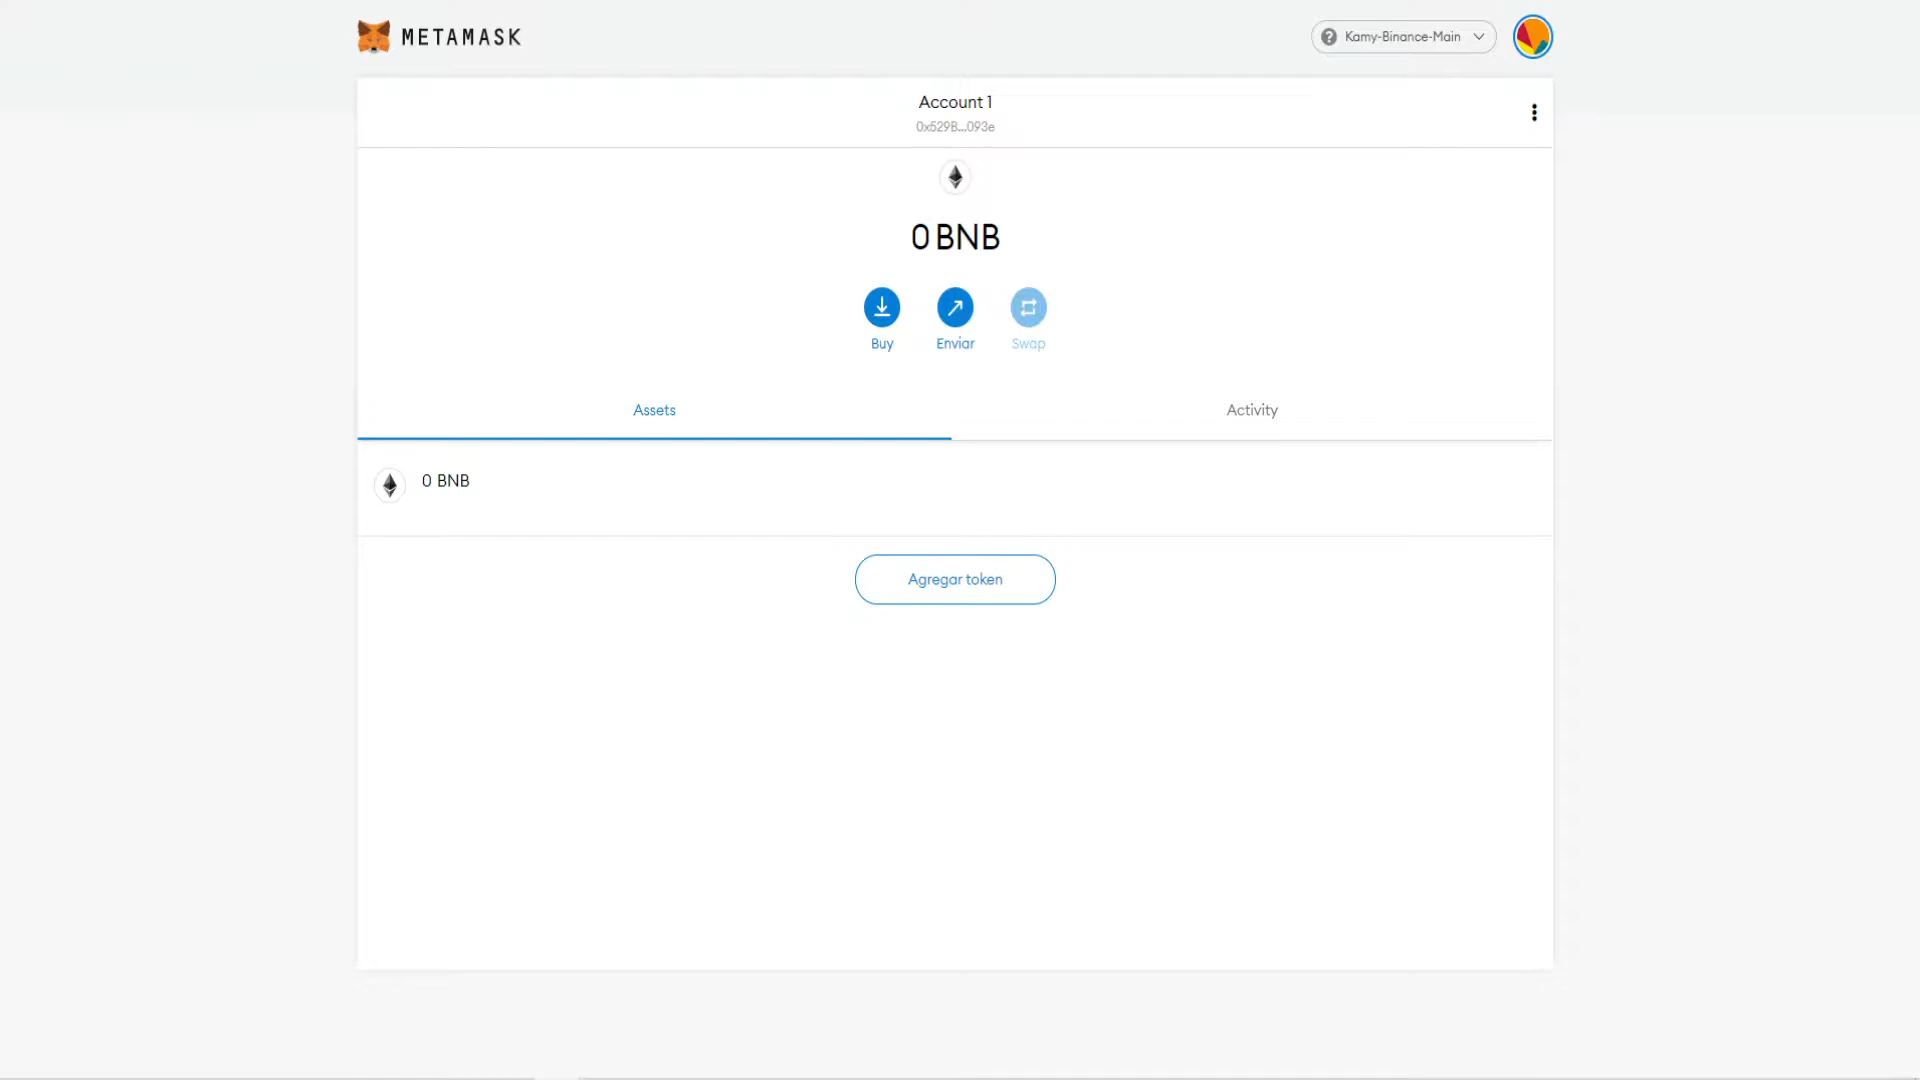 METAMASK
Kamy-Binance-Main
Account 1
0x529B...093e
0 BNB
Buy
Enviar
Swap
Assets
Activity
0 BNB
Agregar token